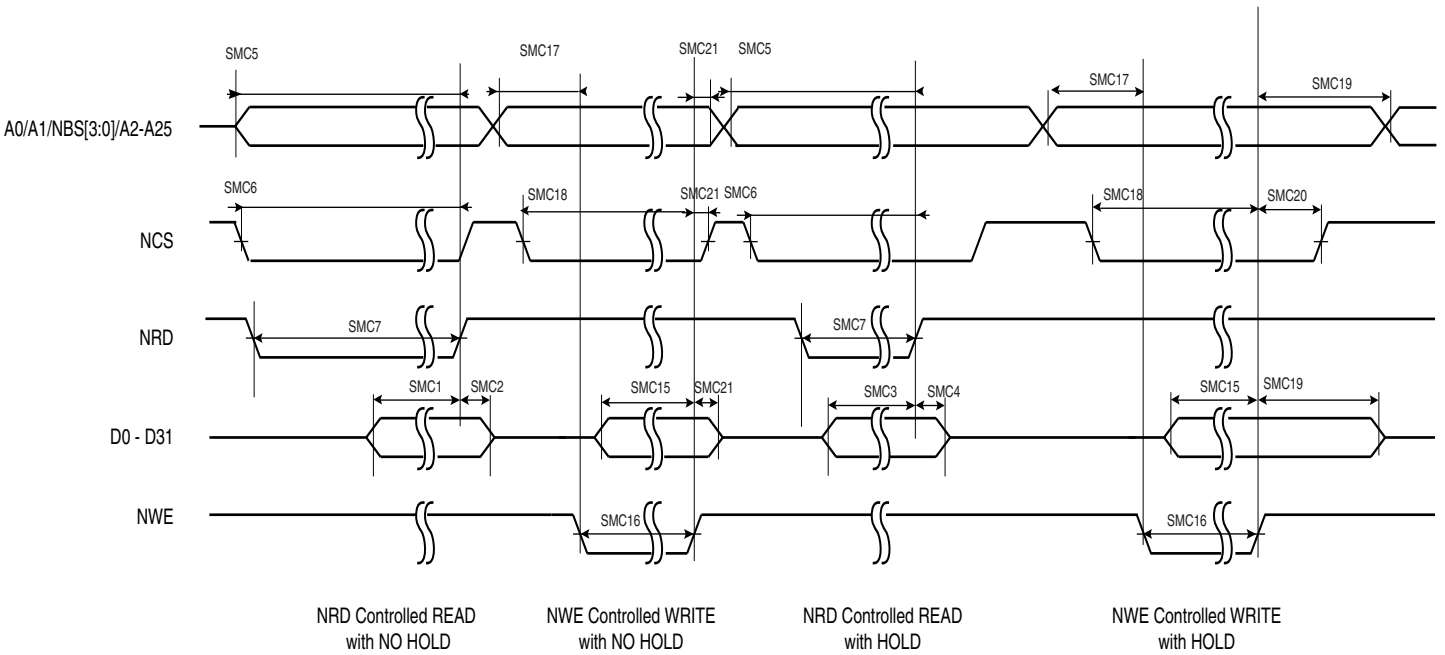 SMC5
SMC17
SMC21
SMC5
SMC17
SMC19
A0/A1/NBS[3:0]/A2-A25
SMC6
SMC18
SMC21
SMC6
SMC18
SMC20
NCS
SMC7
SMC7
NRD
SMC1
SMC2
SMC15
SMC21
SMC3
SMC4
SMC15
SMC19
D0 - D31
NWE
SMC16
SMC16
NRD Controlled READ
with NO HOLD
NWE Controlled WRITE
with NO HOLD
NRD Controlled READ
with HOLD
NWE Controlled WRITE
with HOLD